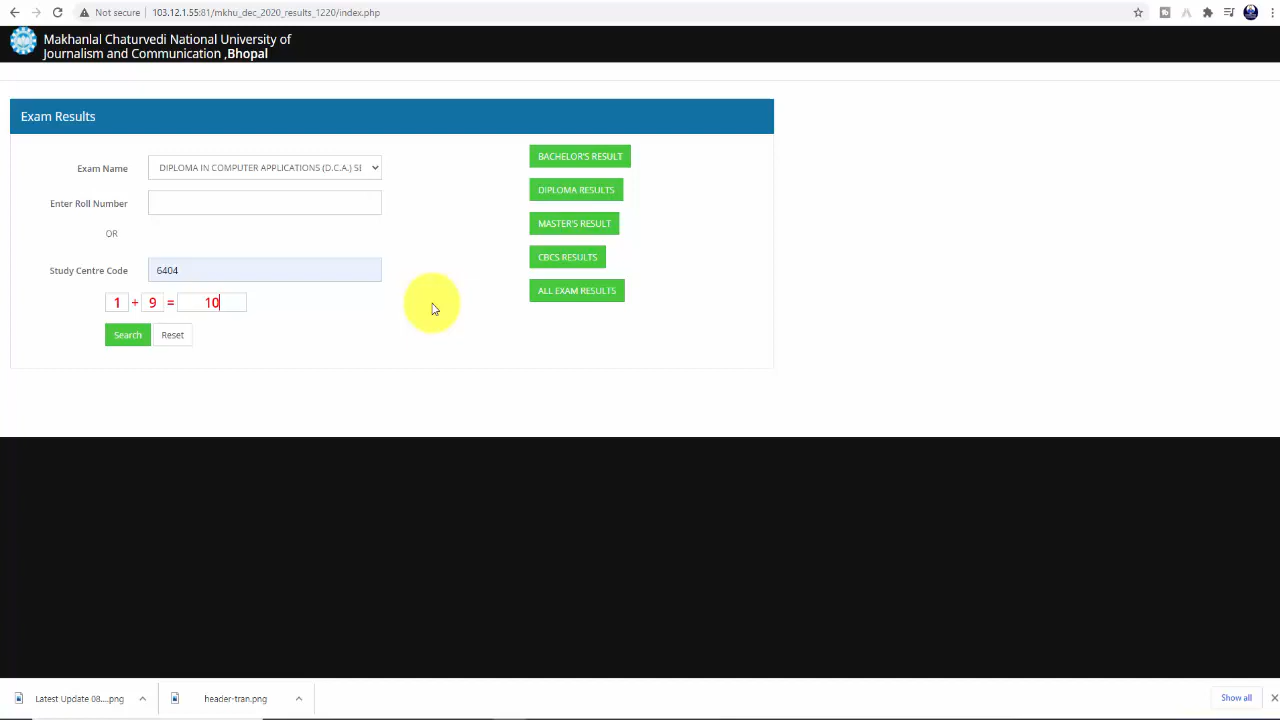 Not secure
103.12.1.55:81/mkhu_dec_2020_results_1220/index.php
Makhanlal Chaturvedi National University of
Journalism and Communication ,Bhopal
Exam Results
Exam Name
DIPLOMA IN COMPUTER APPLICATIONS (D.C.A.) SE
Enter Roll Number
OR
Study Centre Code
6404
1 + 9 = 10
Search
Reset
BACHELOR'S RESULT
DIPLOMA RESULTS
MASTER'S RESULT
CBCS RESULTS
ALL EXAM RESULTS
Latest Update 08....png
header-tran.png
Show all